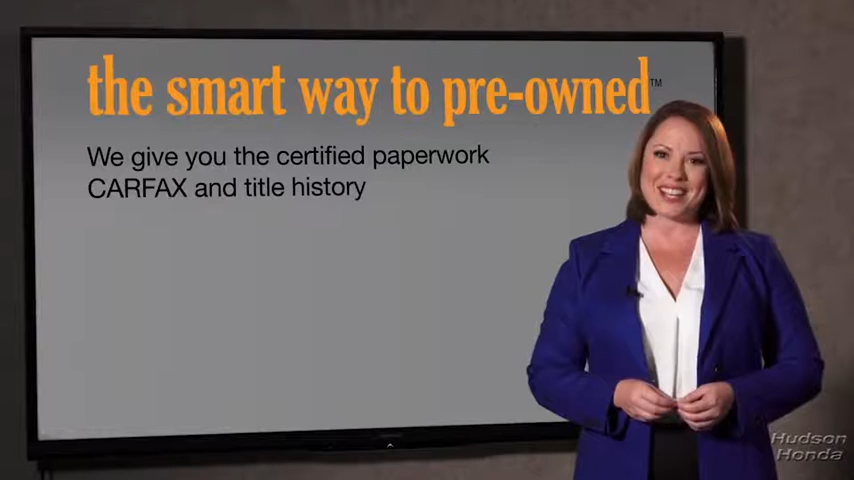 the smart way to pre-owned™
We give you the certified paperwork
CARFAX and title history
Hudson
Honda